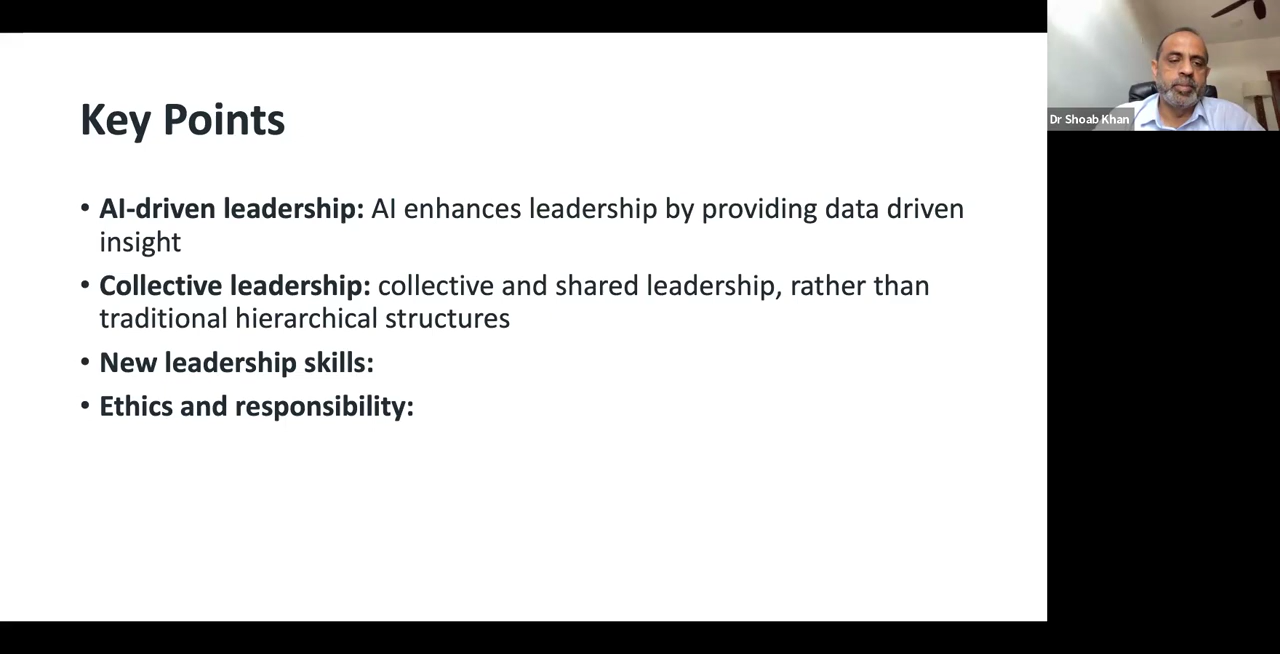 Key Points
• AI-driven leadership: AI enhances leadership by providing data driven
insight
• Collective leadership: collective and shared leadership, rather than
traditional hierarchical structures
• New leadership skills:
• Ethics and responsibility:
Dr Shoab Khan